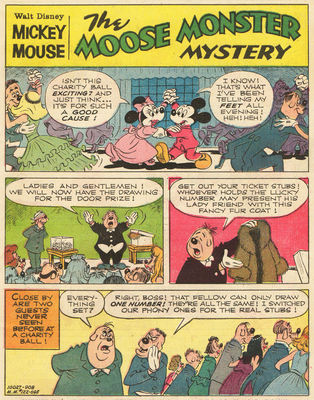 Walt Disney
MICKEY
MOUSE
The
MOOSE MONSTER
MYSTERY
ISN'T THIS
CHARITY BALL
EXCITING? AND
JUST THINK...
IT'S FOR SUCH
A GOOD
CAUSE!
I KNOW!
THAT'S WHAT
I'VE BEEN
TELLING MY
FEET ALL
EVENING!
HEH! HEH!
LADIES AND GENTLEMEN!
WE WILL NOW HAVE THE DRAWING
FOR THE DOOR PRIZE!
GET OUT YOUR TICKET STUBS!
WHOEVER HOLDS THE LUCKY
NUMBER MAY PRESENT HIS
LADY FRIEND WITH THIS
FANCY FUR COAT!
CLOSE BY
ARE TWO
GUESTS
NEVER
SEEN
BEFORE AT
A CHARITY
BALL!
EVERY-
THING
SET?
RIGHT, BOSS! THAT FELLOW CAN ONLY DRAW
ONE NUMBER! THEY'RE ALL THE SAME! I SWITCHED
OUR PHONY ONES FOR THE REAL STUBS!
10027-908